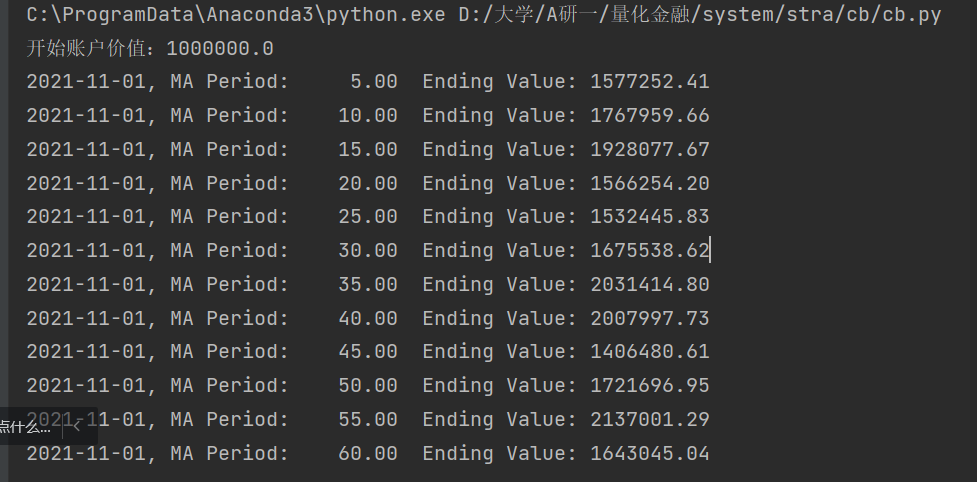 C:\ProgramData\Anaconda3\python.exe D:/大学/A研一/量化金融/system/stra/cb/cb.py
开始账户价值：1000000.0
2021-11-01, MA Period:     5.00  Ending Value: 1577252.41
2021-11-01, MA Period:    10.00  Ending Value: 1767959.66
2021-11-01, MA Period:    15.00  Ending Value: 1928077.67
2021-11-01, MA Period:    20.00  Ending Value: 1566254.20
2021-11-01, MA Period:    25.00  Ending Value: 1532445.83
2021-11-01, MA Period:    30.00  Ending Value: 1675538.62
2021-11-01, MA Period:    35.00  Ending Value: 2031414.80
2021-11-01, MA Period:    40.00  Ending Value: 2007997.73
2021-11-01, MA Period:    45.00  Ending Value: 1406480.61
2021-11-01, MA Period:    50.00  Ending Value: 1721696.95
2021-11-01, MA Period:    55.00  Ending Value: 2137001.29
点什么...
2021-11-01, MA Period:    60.00  Ending Value: 1643045.04